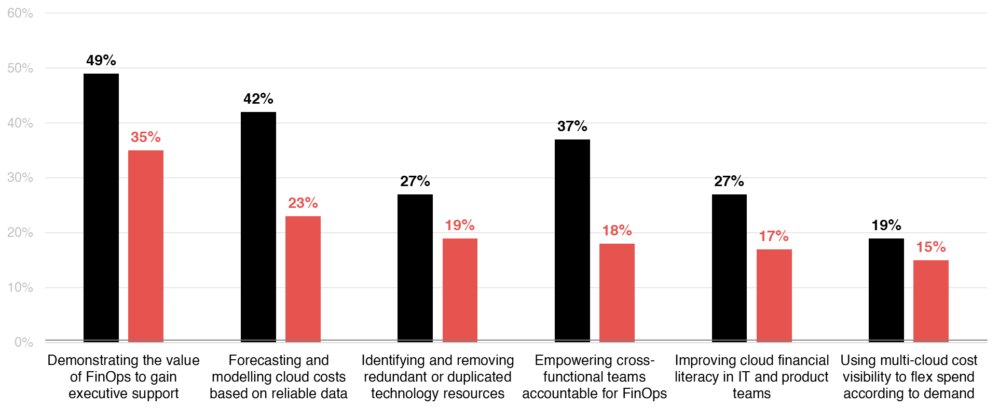 60%
50%
40%
30%
20%
10%
0%
49%
35%
42%
23%
27%
19%
37%
18%
27%
17%
19%
15%
Demonstrating the value
of FinOps to gain
executive support
Forecasting and
modelling cloud costs
based on reliable data
Identifying and removing
redundant or duplicated
technology resources
Empowering cross-
functional teams
accountable for FinOps
Improving cloud financial
literacy in IT and product
teams
Using multi-cloud cost
visibility to flex spend
according to demand